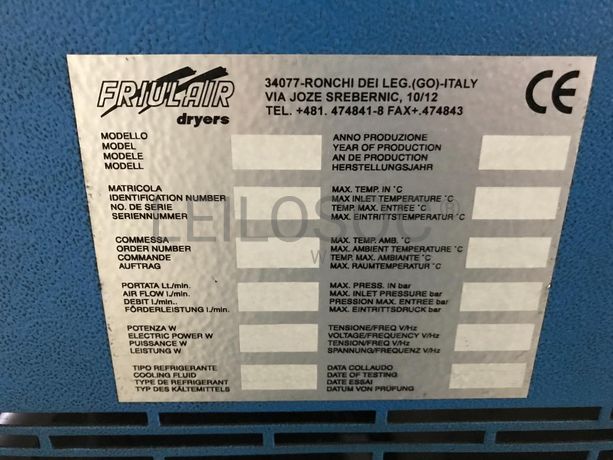 FRIULAIR
dryers
34077-RONCHI DEI LEG.(GO)-ITALY
VIA JOZE SREBERNIC, 10/12
TEL. +481. 474841-8 FAX+.474843
CE
MODELLO
MODEL
MODELE
MODELL
ANNO PRODUZIONE
YEAR OF PRODUCTION
AN DE PRODUCTION
HERSTELLUNGSJAHR
MATRICOLA
IDENTIFICATION NUMBER
NO. DE SERIE
SERIENNUMMER
MAX. TEMP. IN °C
MAX INLET TEMPERATURE °C
TEMP. MAX. ENTREE °C
MAX. EINTRITTSTEMPERATUR °C
LEILOSOC ®
COMMESSA
ORDER NUMBER
COMMANDE
AUFTRAG
MAX. TEMP. AMB. °C
MAX. AMBIENT TEMPERATURE °C
TEMP. MAX. AMBIANTE °C
MAX. RAUMTEMPERATUR °C
PORTATA Lt./min.
AIR FLOW l./min..
DEBIT l./min..
FÖRDERLEISTUNG l./min.
MAX. PRESS. IN bar
MAX. INLET PRESSURE bar
PRESSION MAX. ENTREE bar
MAX. EINTRITTSDRUCK bar
POTENZA W
ELECTRIC POWER W
PUISSANCE W
LEISTUNG W
TENSIONE/FREQ V/Hz
VOLTAGE/FREQUENCY V/Hz
TENSION/FREQ V/Hz
SPANNUNG/FREQUENZ V/Hz
TIPO REFRIGERANTE
COOLING FLUID
TYPE DE REFRIGERANT
TYP DES KÄLTEMITTELS
DATA COLLAUDO
DATE OF TESTING
DATE ESSAI
DATUM VON PRÜFUNG